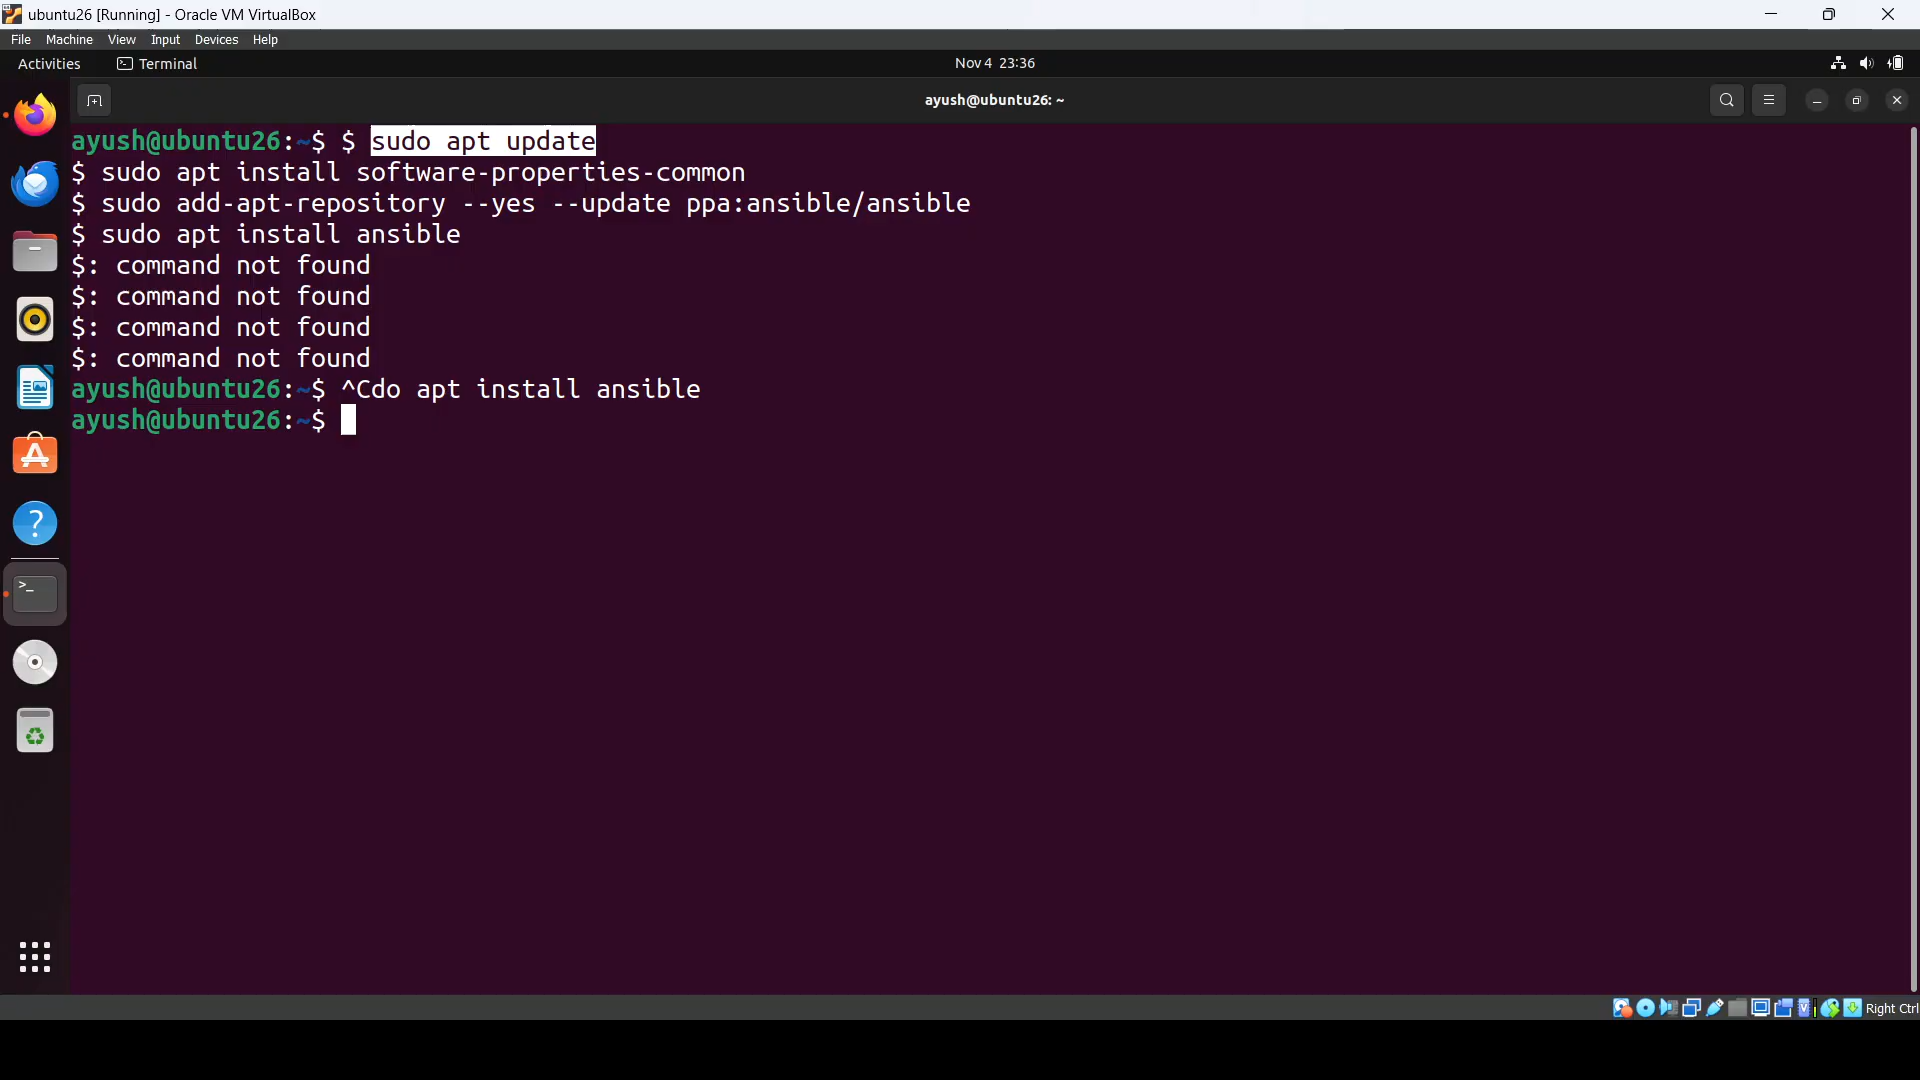 ubuntu26 [Running] - Oracle VM VirtualBox
File Machine View Input Devices Help
Activities Terminal Nov 4 23:36
ayush@ubuntu26: ~
ayush@ubuntu26:~$ $ sudo apt update
$ sudo apt install software-properties-common
$ sudo add-apt-repository --yes --update ppa:ansible/ansible
$ sudo apt install ansible
$: command not found
$: command not found
$: command not found
$: command not found
ayush@ubuntu26:~$ ^Cdo apt install ansible
ayush@ubuntu26:~$
Right Ctrl